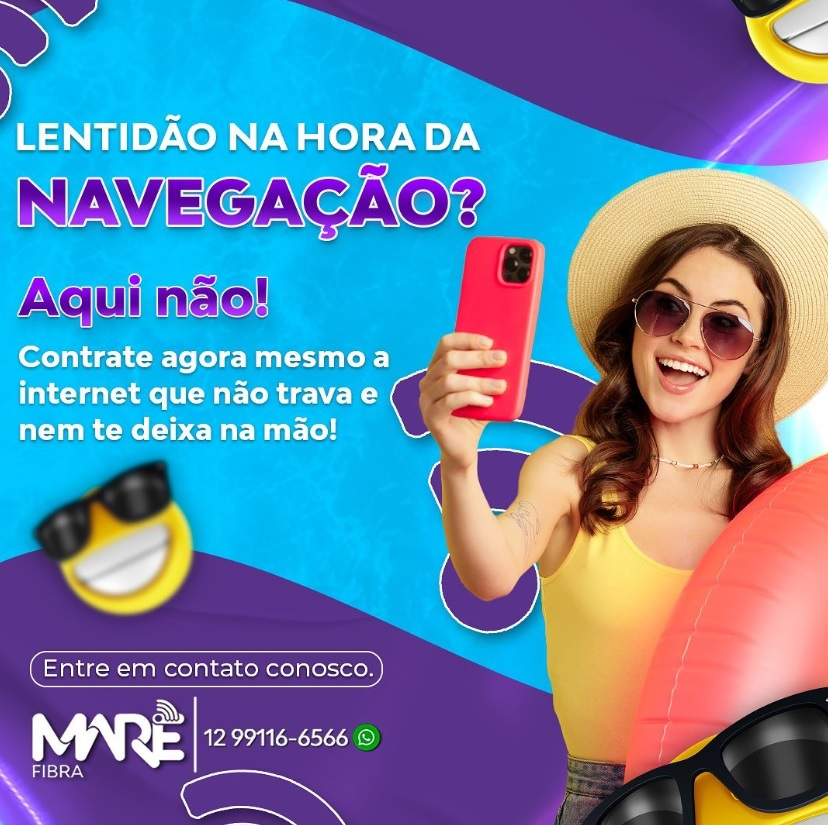 LENTIDÃO NA HORA DA
NAVEGAÇÃO?
Aqui não!
Contrate agora mesmo a
internet que não trava e
nem te deixa na mão!
Entre em contato conosco.
MARÊ
FIBRA
12 99116-6566